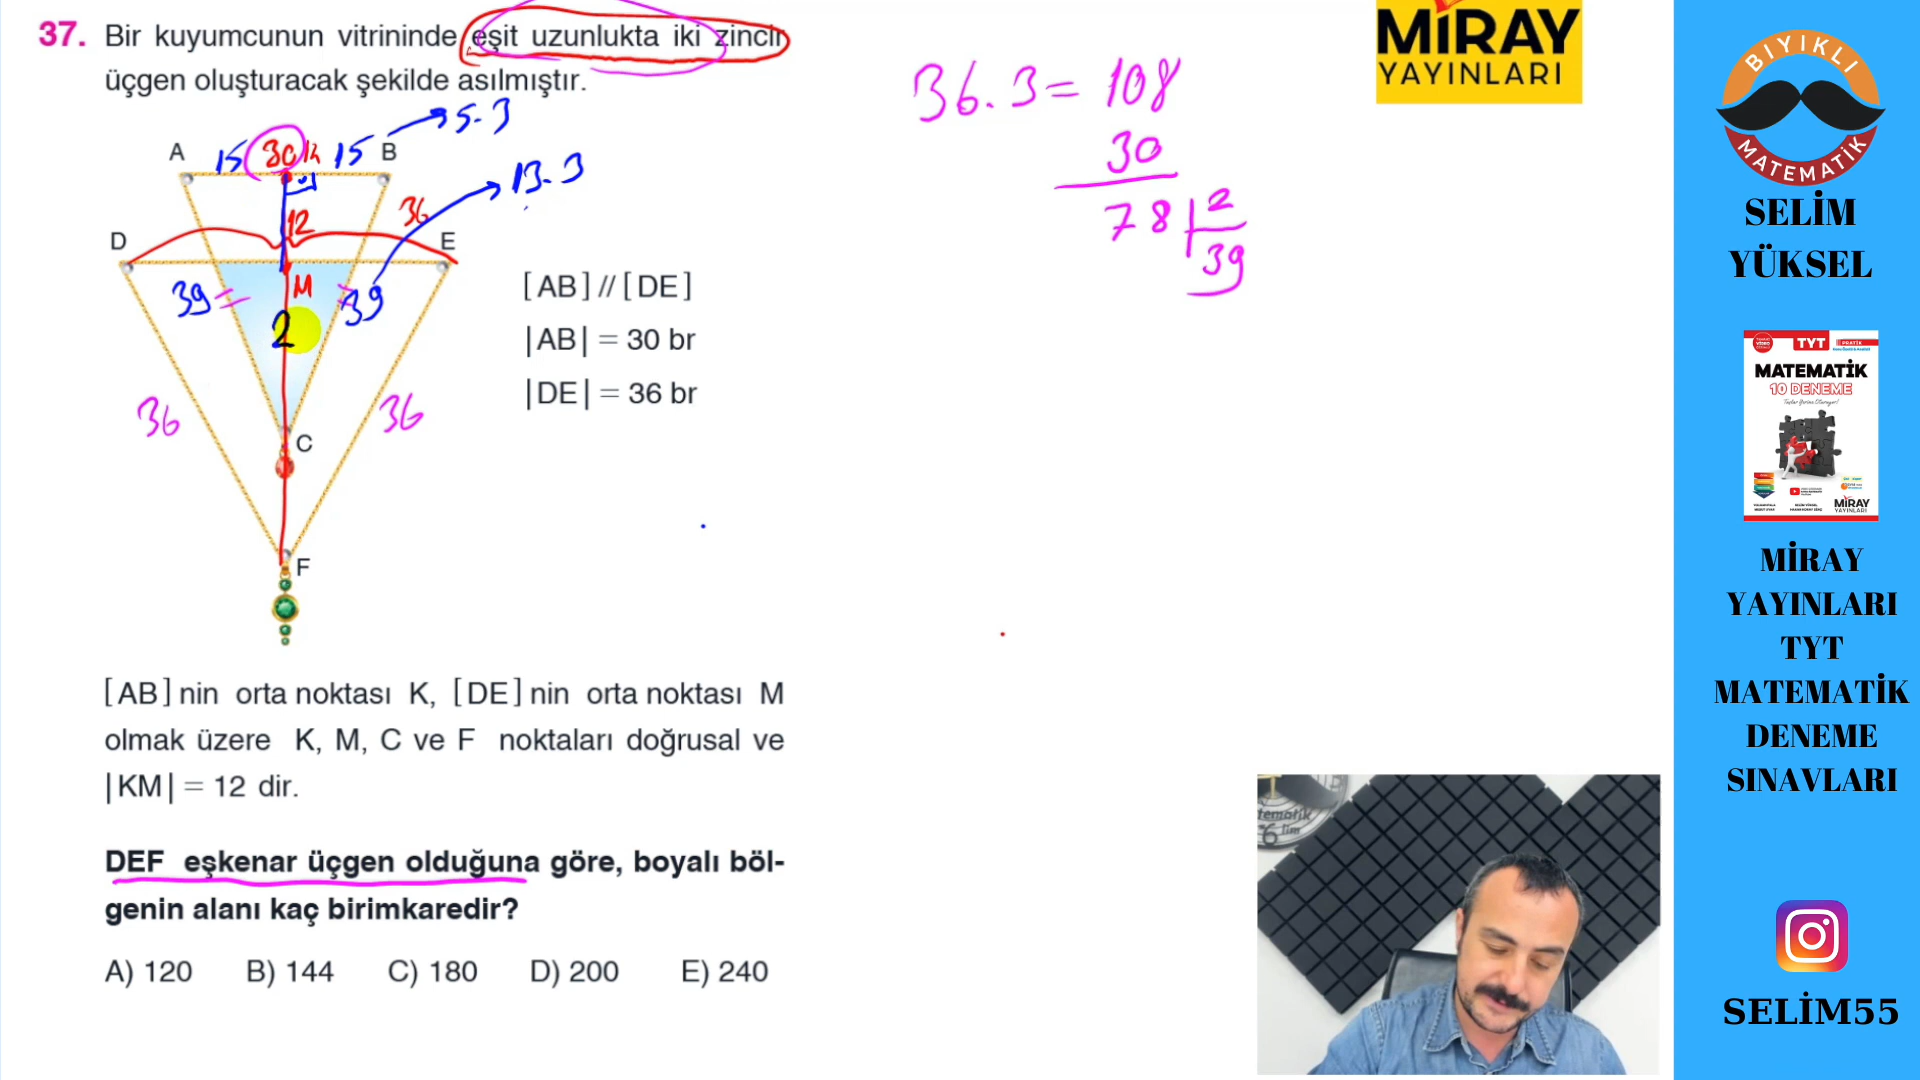 37. Bir kuyumcunun vitrininde eşit uzunlukta iki zincir
üçgen oluşturacak şekilde asılmıştır.
A 15 30 K 15 B
5.3
13.3
12
36
D E
M
39 39
2
36 36
C
F
[AB] // [DE]
|AB| = 30 br
|DE| = 36 br
36.3 = 108
30
78 2
39
[AB] nin orta noktası K, [DE] nin orta noktası M
olmak üzere K, M, C ve F noktaları doğrusal ve
|KM| = 12 dir.
DEF eşkenar üçgen olduğuna göre, boyalı böl-
genin alanı kaç birimkaredir?
A) 120 B) 144 C) 180 D) 200 E) 240
MİRAY
YAYINLARI
BIYIKLI
MATEMATİK
SELİM
YÜKSEL
TYT
MATEMATİK
10 DENEME
MİRAY
YAYINLARI
MİRAY
YAYINLARI
TYT
MATEMATİK
DENEME
SINAVLARI
SELİM55